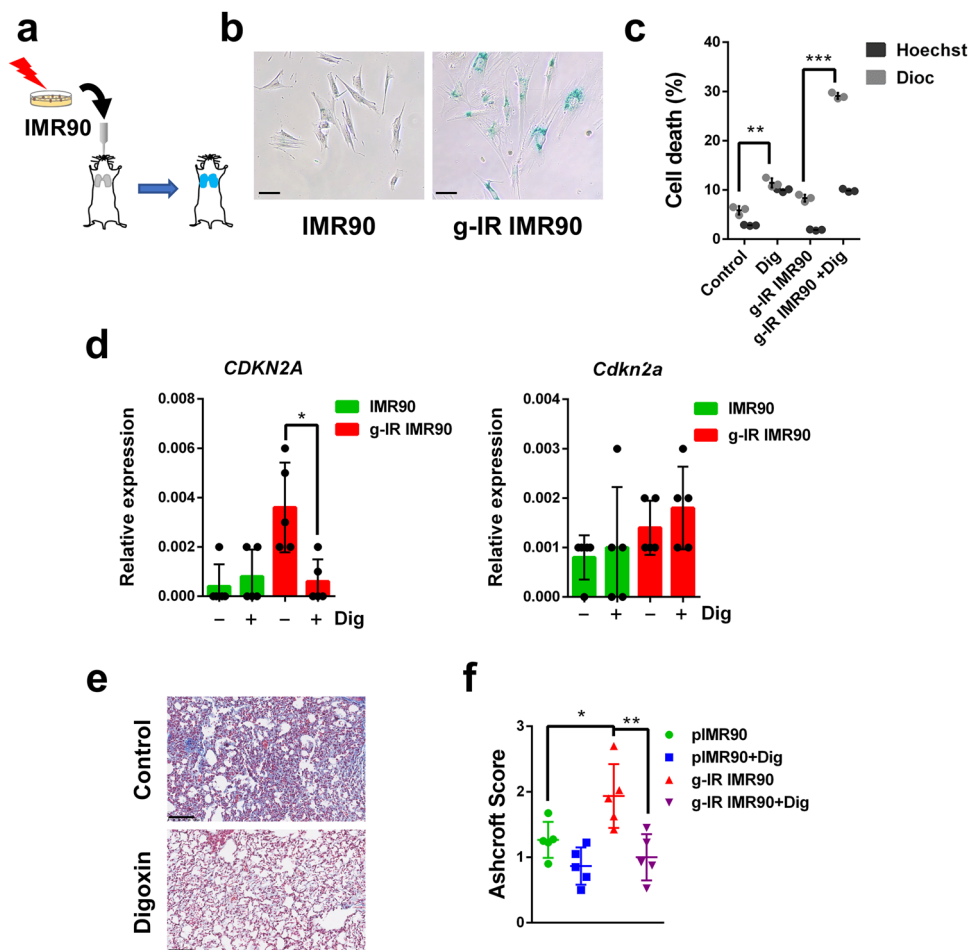 a
IMR90
b
IMR90
g-IR IMR90
c
Cell death (%)
40
30
20
10
0
**
***
Hoechst
Dioc
Control
Dig
g-IR IMR90
g-IR IMR90 +Dig
d
CDKN2A
Relative expression
0.008
0.006
0.004
0.002
0.000
*
IMR90
g-IR IMR90
– + – + Dig
Cdkn2a
Relative expression
0.004
0.003
0.002
0.001
0.000
IMR90
g-IR IMR90
– + – + Dig
e
Control
Digoxin
f
Ashcroft Score
3
2
1
0
*
**
pIMR90
pIMR90+Dig
g-IR IMR90
g-IR IMR90+Dig